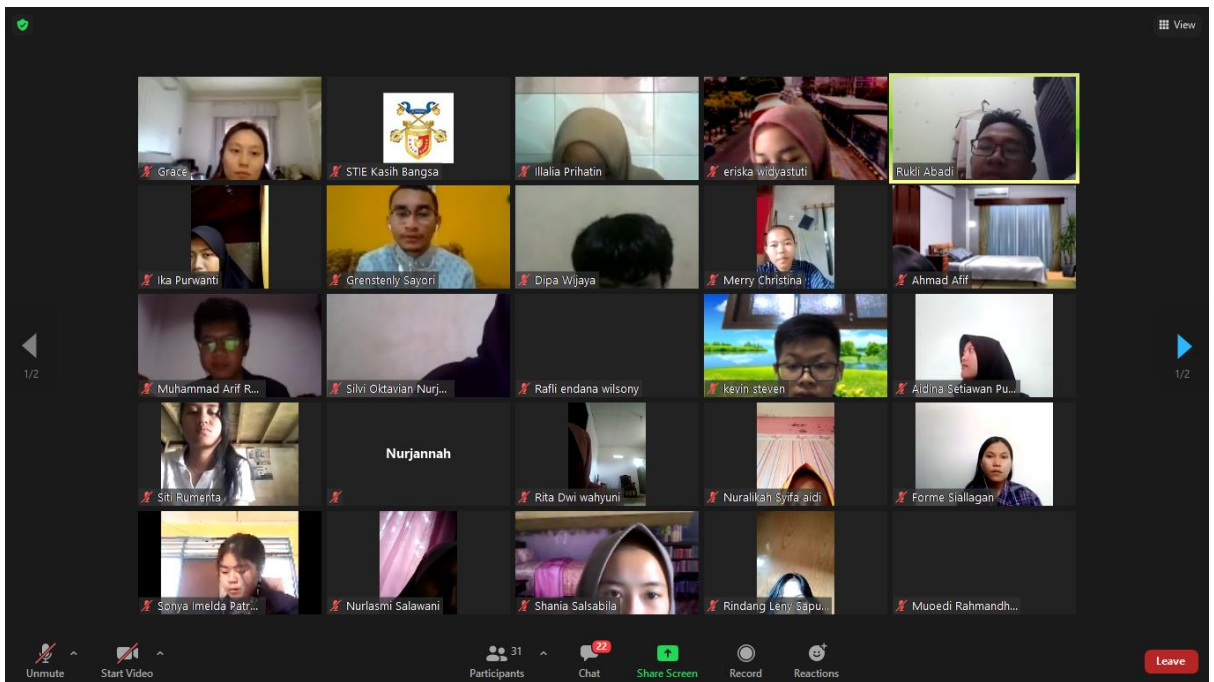 View
Grace
STIE Kasih Bangsa
Illalia Prihatin
eriska widyastuti
Rukli Abadi
Ika Purwanti
Grenstenly Sayori
Dipa Wijaya
Merry Christina
Ahmad Afif
Muhammad Arif R...
Silvi Oktavian Nurj...
Rafli endana wilsony
kevin steven
Aidina Setiawan Pu...
1/2
1/2
Siti Rumenta
Nurjannah
Rita Dwi wahyuni
Nuralikah Syifa aidi
Forme Siallagan
Sonya Imelda Patr...
Nurlasmi Salawani
Shania Salsabila
Rindang Leny Sapu...
Muoedi Rahmandh...
31
22
Unmute
Start Video
Participants
Chat
Share Screen
Record
Reactions
Leave